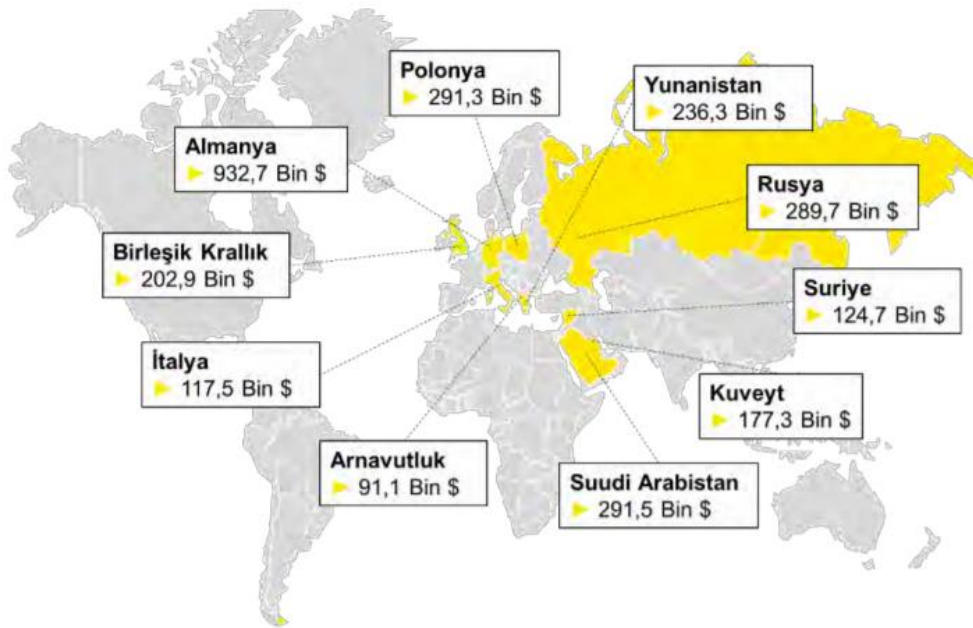 Polonya
291,3 Bin $
Yunanistan
236,3 Bin $
Almanya
932,7 Bin $
Rusya
289,7 Bin $
Birleşik Krallık
202,9 Bin $
Suriye
124,7 Bin $
İtalya
117,5 Bin $
Kuveyt
177,3 Bin $
Arnavutluk
91,1 Bin $
Suudi Arabistan
291,5 Bin $